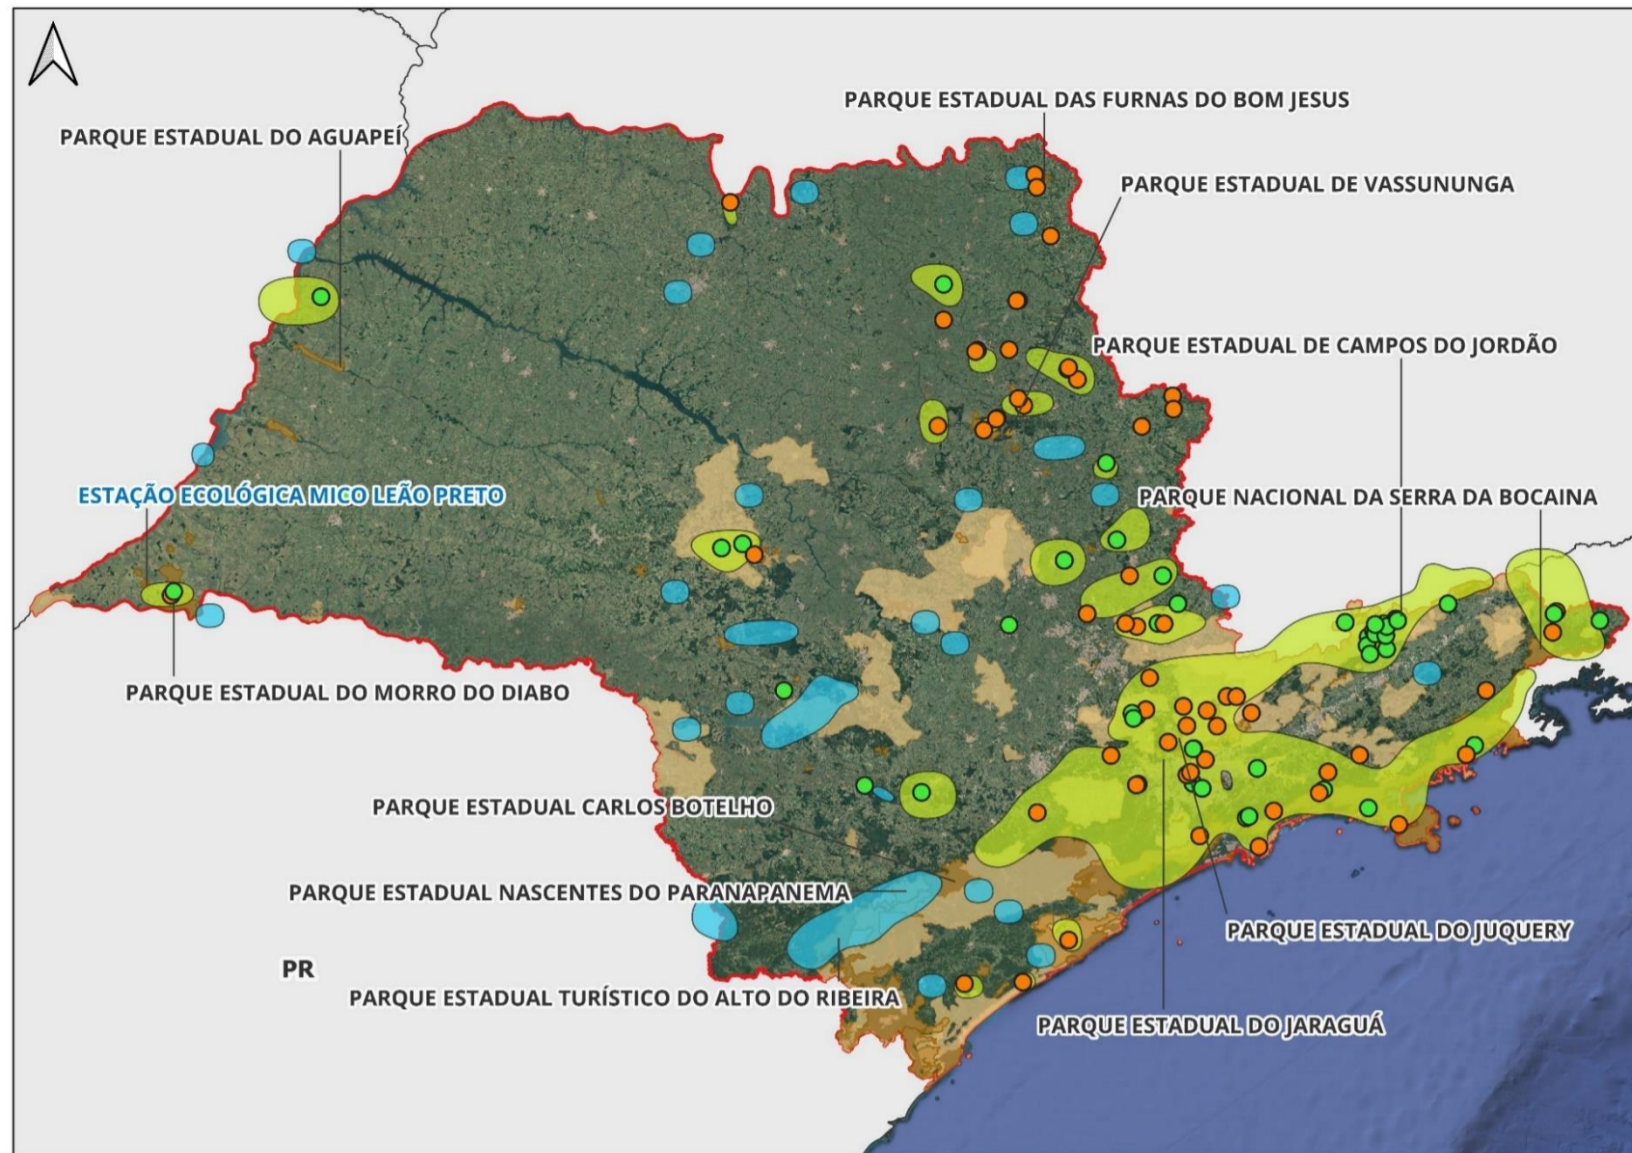 PARQUE ESTADUAL DAS FURNAS DO BOM JESUS
PARQUE ESTADUAL DO AGUAPEÍ
PARQUE ESTADUAL DE VASSUNUNGA
PARQUE ESTADUAL DE CAMPOS DO JORDÃO
ESTAÇÃO ECOLÓGICA MICO LEÃO PRETO
PARQUE NACIONAL DA SERRA DA BOCAINA
PARQUE ESTADUAL DO MORRO DO DIABO
PARQUE ESTADUAL CARLOS BOTELHO
PARQUE ESTADUAL NASCENTES DO PARANAPANEMA
PARQUE ESTADUAL DO JUQUERY
PR
PARQUE ESTADUAL TURÍSTICO DO ALTO DO RIBEIRA
PARQUE ESTADUAL DO JARAGUÁ